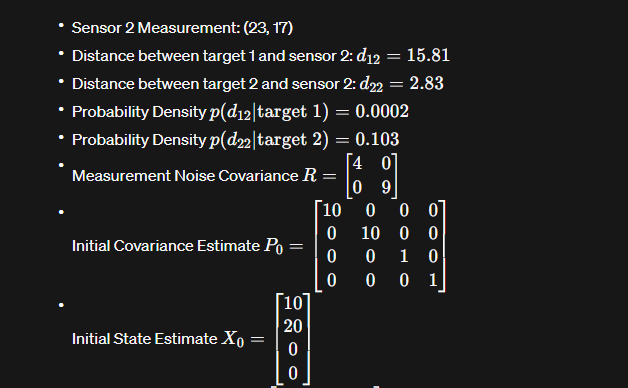 • Sensor 2 Measurement: (23, 17)
• Distance between target 1 and sensor 2: d₁₂ = 15.81
• Distance between target 2 and sensor 2: d₂₂ = 2.83
• Probability Density p(d₁₂|target 1) = 0.0002
• Probability Density p(d₂₂|target 2) = 0.103
• Measurement Noise Covariance R = [4 0
0 9]
• Initial Covariance Estimate P₀ = [10 0 0 0
0 10 0 0
0 0 1 0
0 0 0 1]
• Initial State Estimate X₀ = [10
20
0
0]